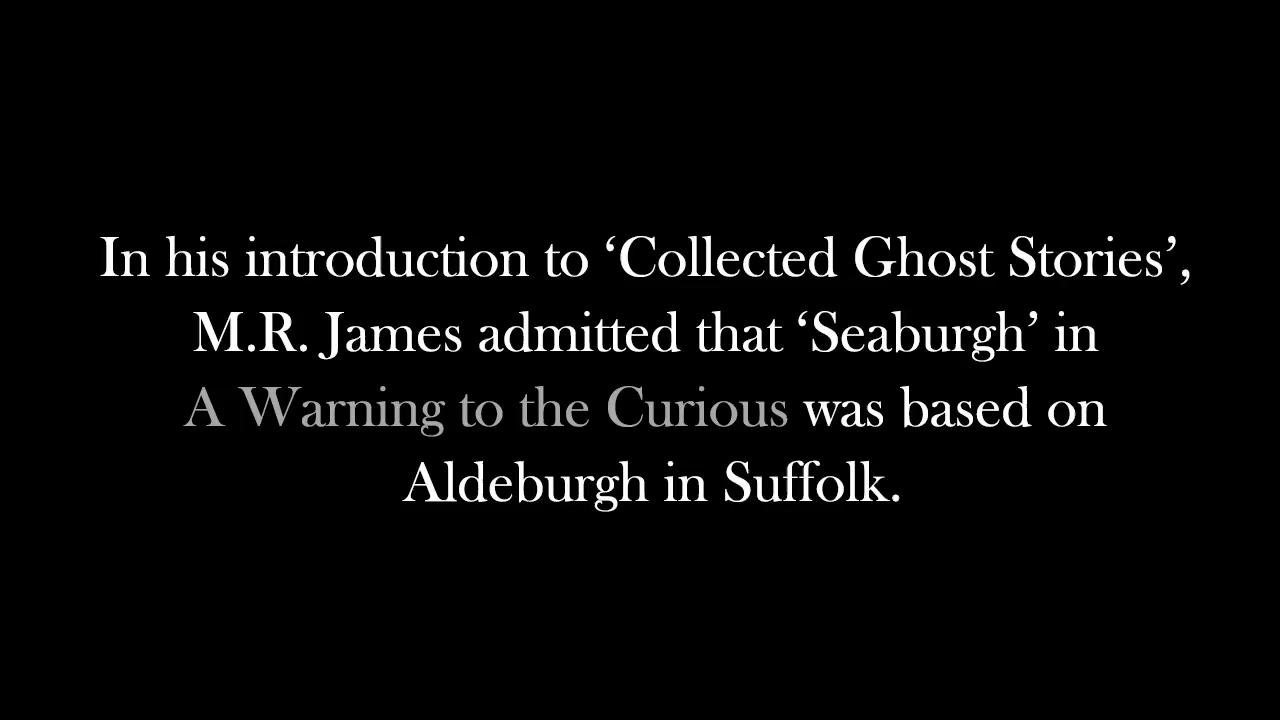 In his introduction to ‘Collected Ghost Stories’,
M.R. James admitted that ‘Seaburgh’ in
A Warning to the Curious was based on
Aldeburgh in Suffolk.